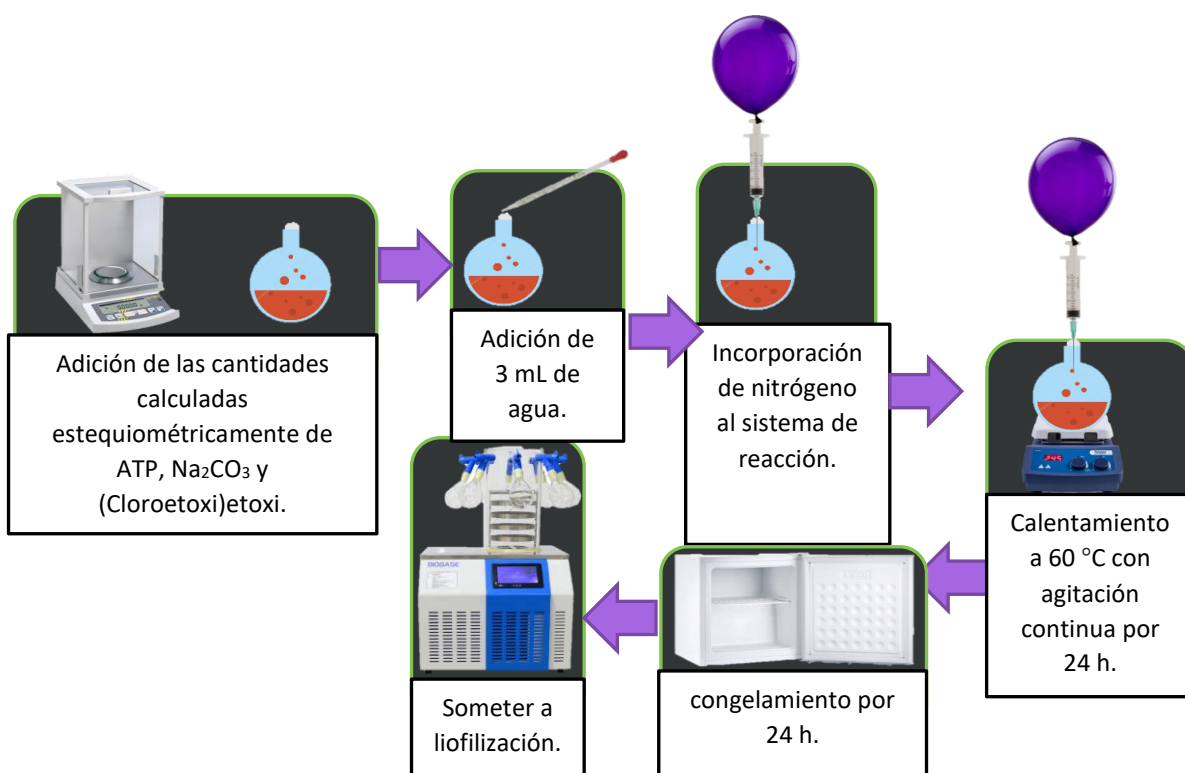 Adición de las cantidades
calculadas
estequiométricamente de
ATP, Na₂CO₃ y
(Cloroetoxi)etoxi.
Adición de
3 mL de
agua.
Incorporación
de nitrógeno
al sistema de
reacción.
Calentamiento
a 60 °C con
agitación
continua por
24 h.
congelamiento por
24 h.
BIOBASE
Someter a
liofilización.